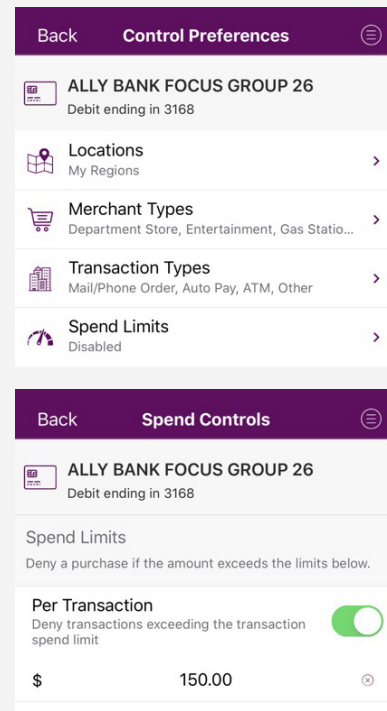 Back Control Preferences
ALLY BANK FOCUS GROUP 26
Debit ending in 3168
Locations
My Regions
Merchant Types
Department Store, Entertainment, Gas Statio...
Transaction Types
Mail/Phone Order, Auto Pay, ATM, Other
Spend Limits
Disabled
Back Spend Controls
ALLY BANK FOCUS GROUP 26
Debit ending in 3168
Spend Limits
Deny a purchase if the amount exceeds the limits below.
Per Transaction
Deny transactions exceeding the transaction
spend limit
$ 150.00